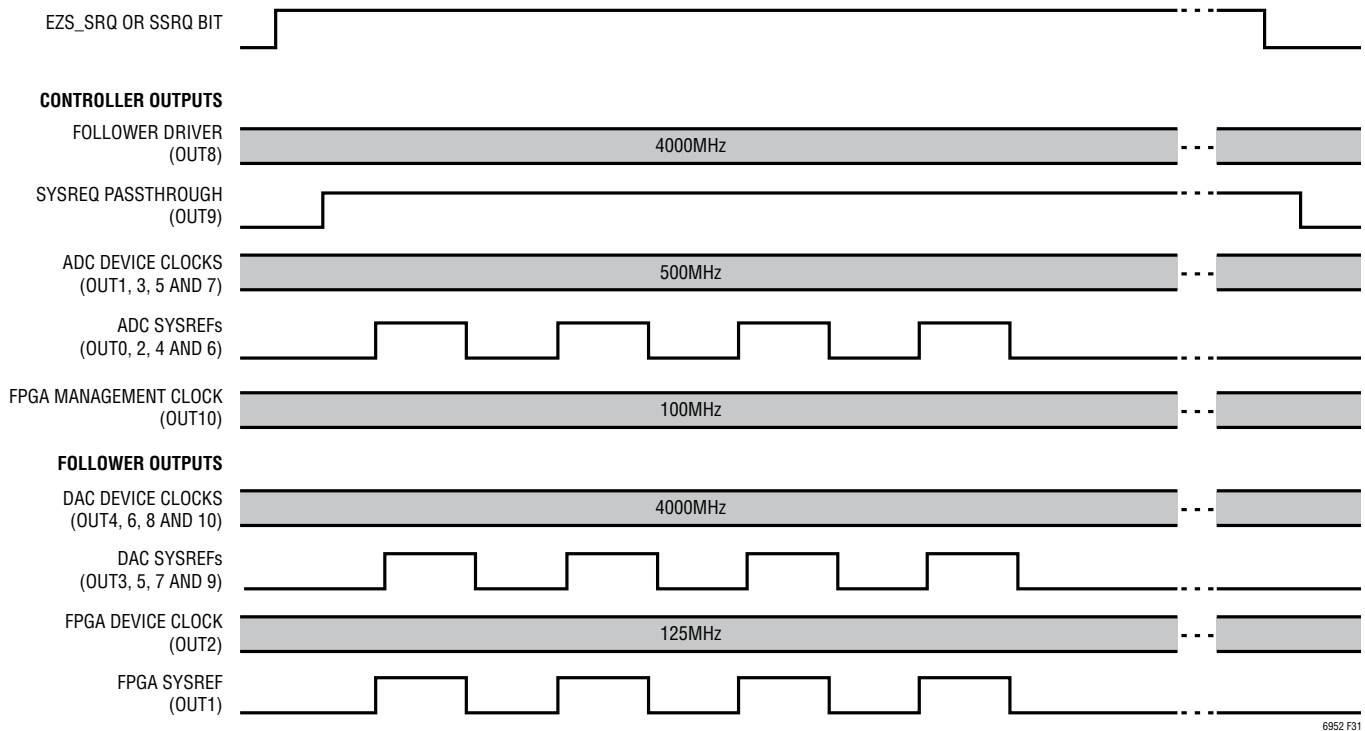 EZS_SRQ OR SSRQ BIT
CONTROLLER OUTPUTS
FOLLOWER DRIVER
(OUT8)
4000MHz
SYSREQ PASSTHROUGH
(OUT9)
ADC DEVICE CLOCKS
(OUT1, 3, 5 AND 7)
500MHz
ADC SYSREFs
(OUT0, 2, 4 AND 6)
FPGA MANAGEMENT CLOCK
(OUT10)
100MHz
FOLLOWER OUTPUTS
DAC DEVICE CLOCKS
(OUT4, 6, 8 AND 10)
4000MHz
DAC SYSREFs
(OUT3, 5, 7 AND 9)
FPGA DEVICE CLOCK
(OUT2)
125MHz
FPGA SYSREF
(OUT1)
6952 F31